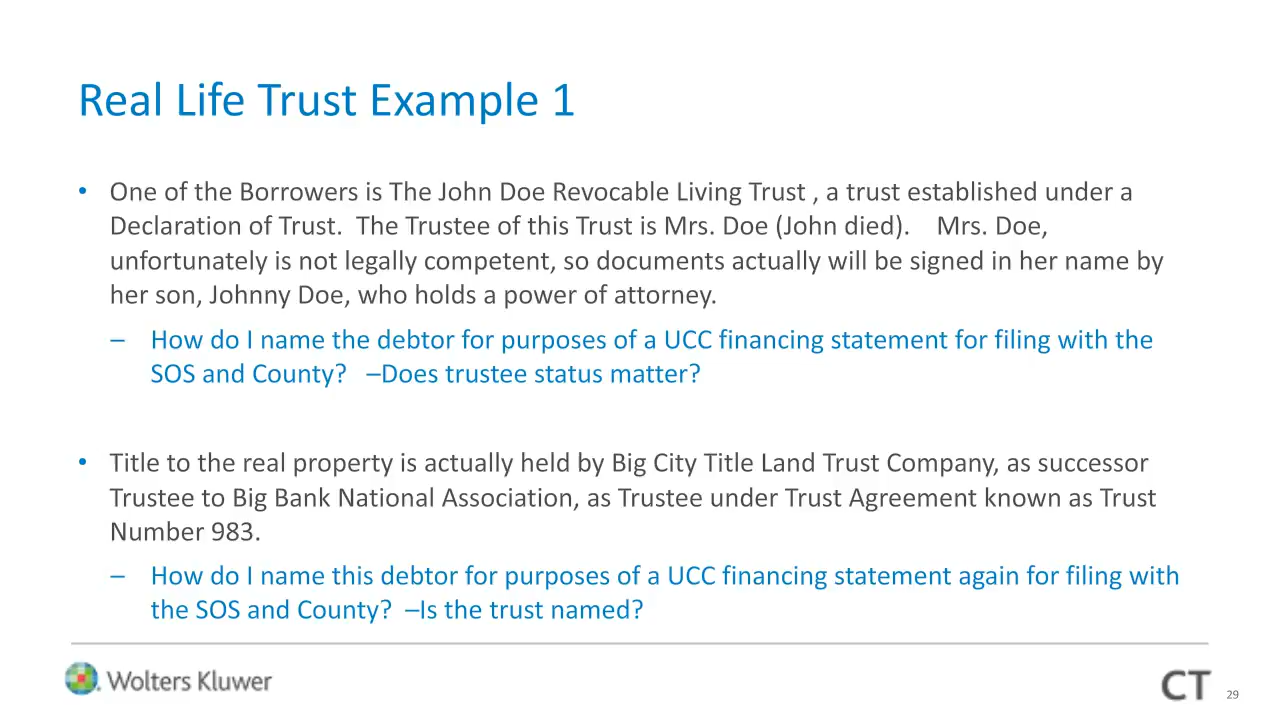 Real Life Trust Example 1
• One of the Borrowers is The John Doe Revocable Living Trust , a trust established under a
Declaration of Trust.  The Trustee of this Trust is Mrs. Doe (John died).    Mrs. Doe,
unfortunately is not legally competent, so documents actually will be signed in her name by
her son, Johnny Doe, who holds a power of attorney.
– How do I name the debtor for purposes of a UCC financing statement for filing with the
SOS and County?   –Does trustee status matter?
• Title to the real property is actually held by Big City Title Land Trust Company, as successor
Trustee to Big Bank National Association, as Trustee under Trust Agreement known as Trust
Number 983.
– How do I name this debtor for purposes of a UCC financing statement again for filing with
the SOS and County?  –Is the trust named?
Wolters Kluwer
CT
29